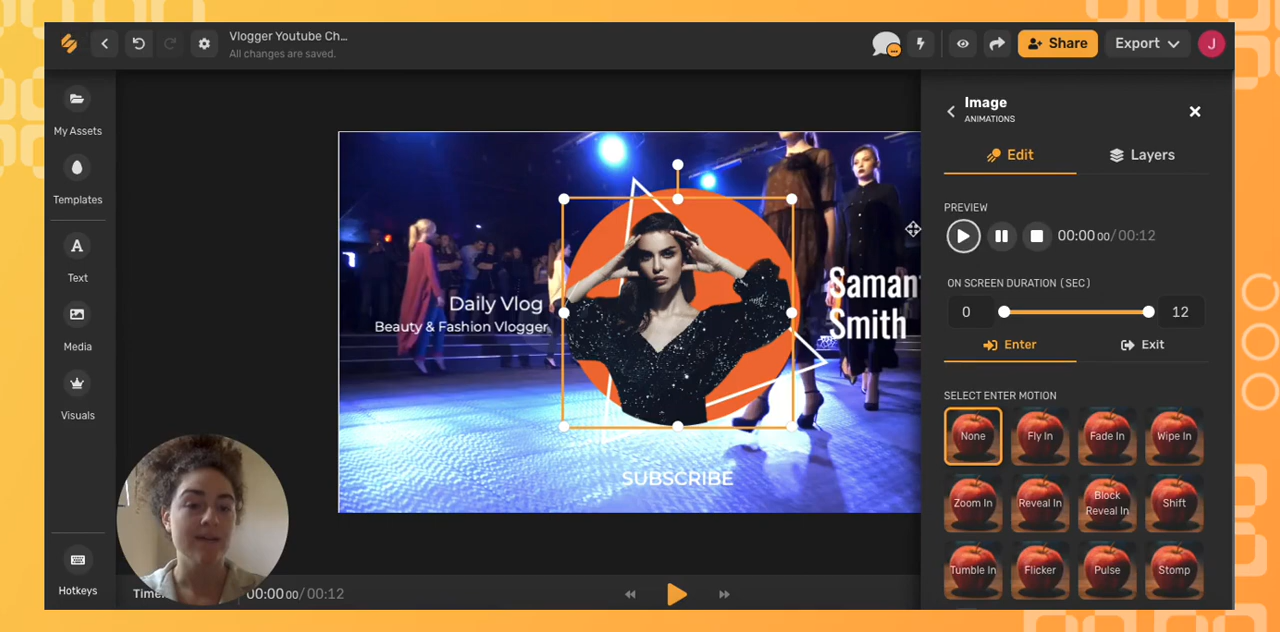 Vlogger Youtube Ch...
All changes are saved.
Share
Export
J
My Assets
Templates
Text
Media
Visuals
Hotkeys
Daily Vlog
Beauty & Fashion Vlogger
Saman
Smith
SUBSCRIBE
00:00:00/00:12
Image
ANIMATIONS
Edit
Layers
PREVIEW
00:00:00/00:12
ON SCREEN DURATION (SEC)
0
12
Enter
Exit
SELECT ENTER MOTION
None
Fly In
Fade In
Wipe In
Zoom In
Reveal In
Block
Reveal In
Shift
Tumble In
Flicker
Pulse
Stomp